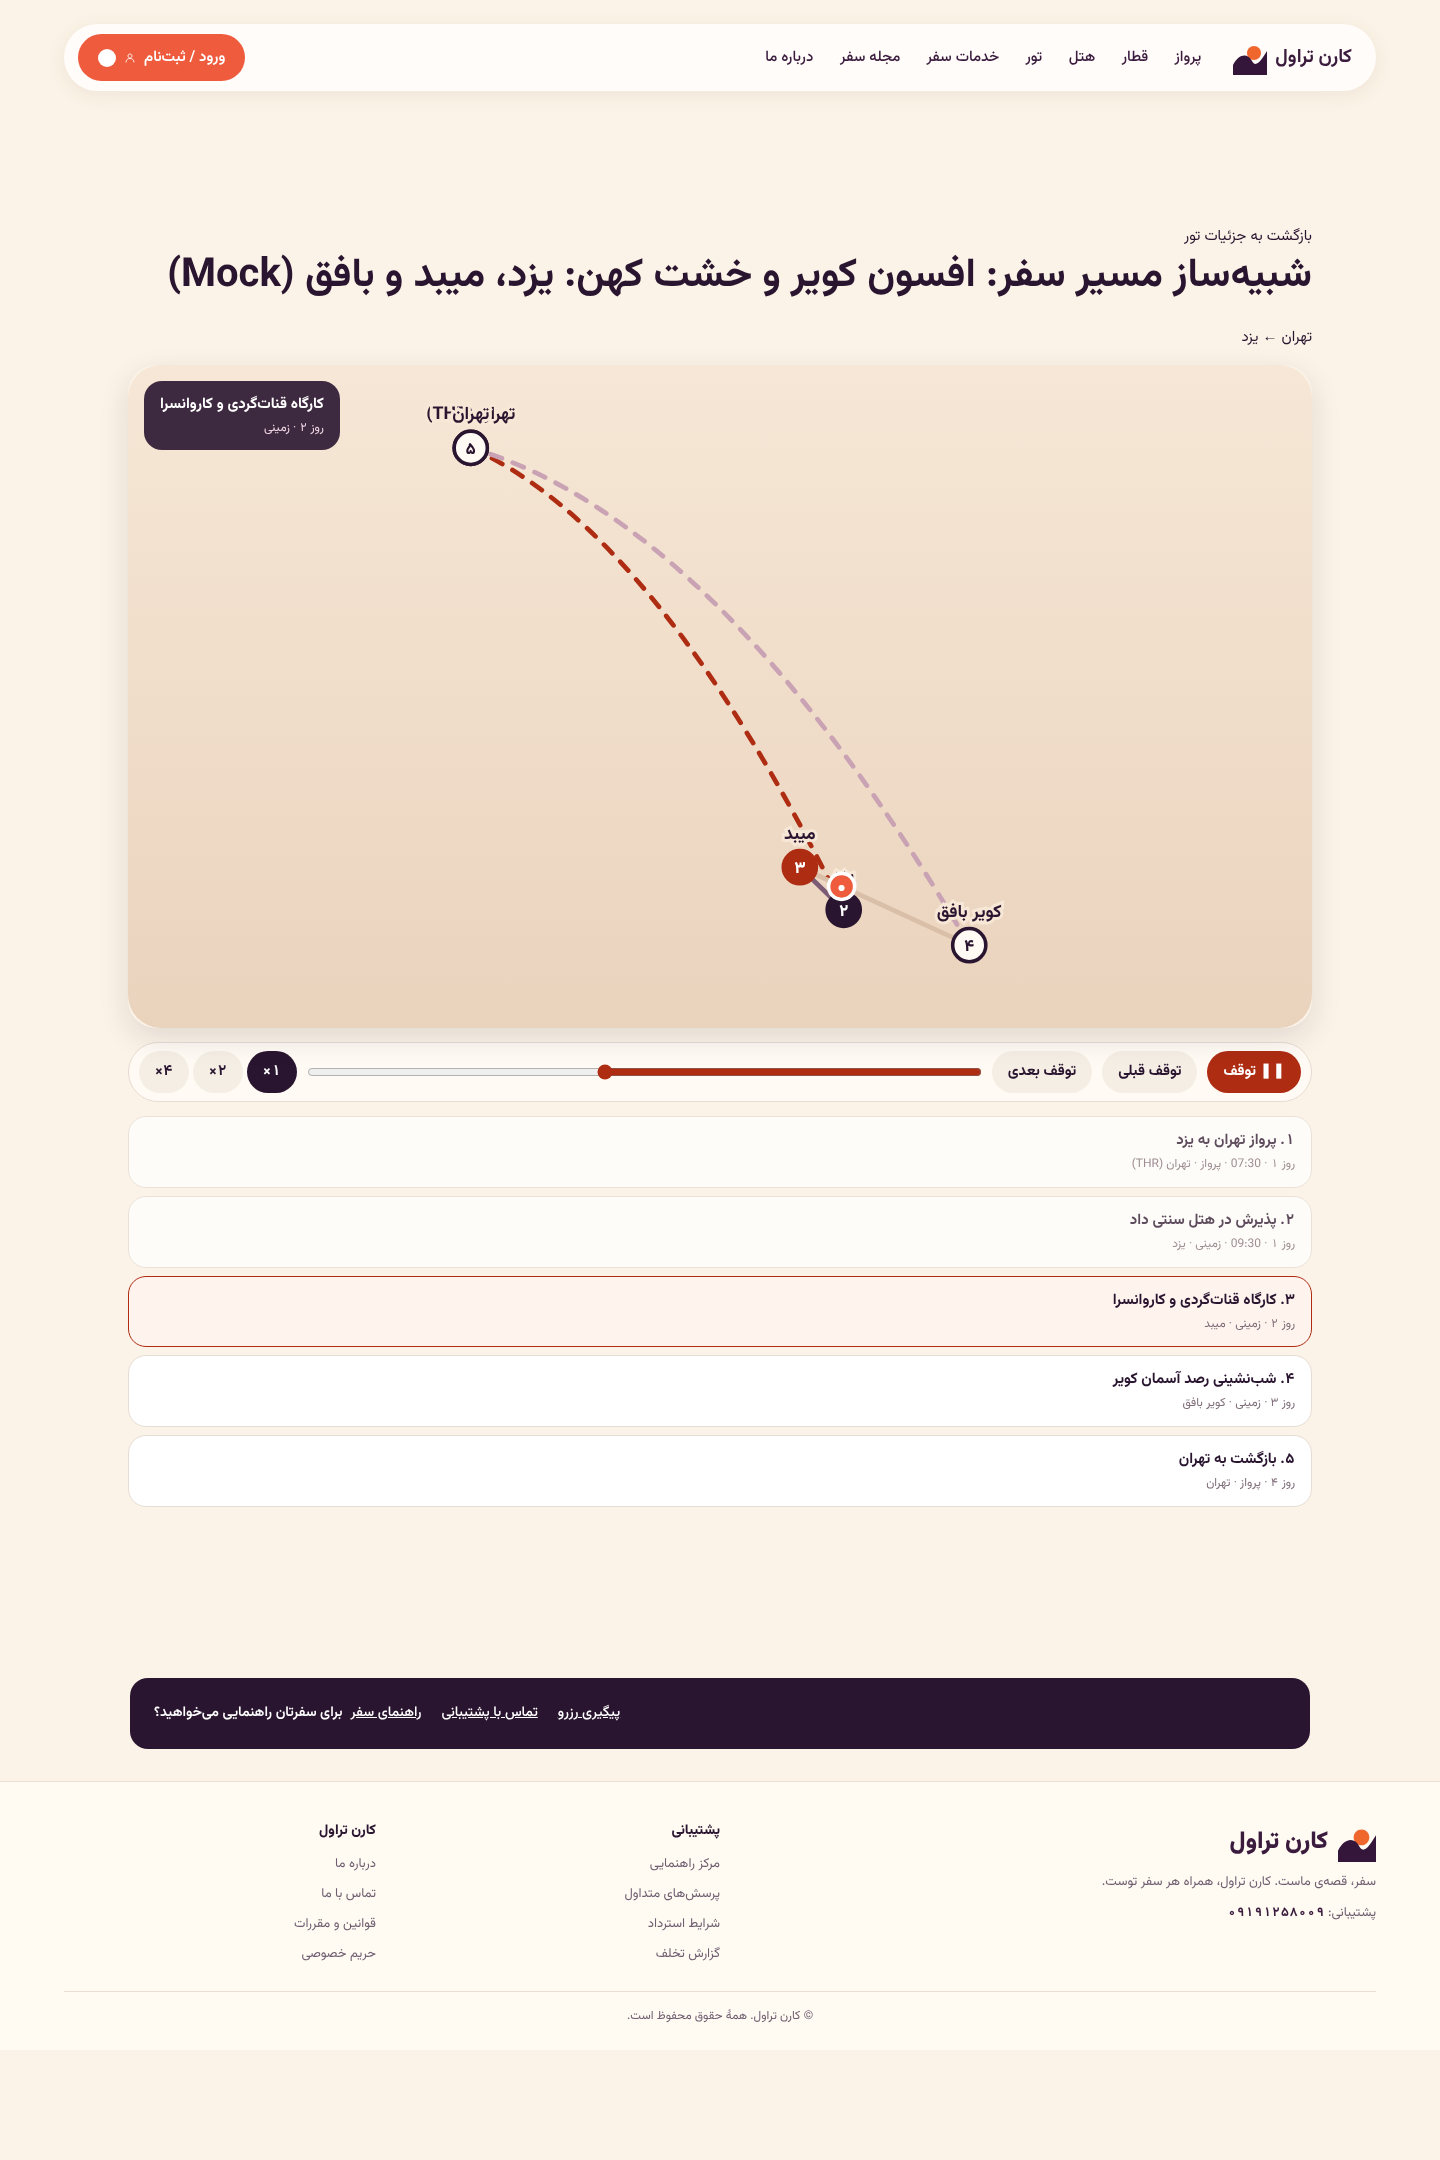 کارن تراول
پرواز
قطار
هتل
تور
خدمات سفر
مجله سفر
درباره ما
ورود / ثبت‌نام
بازگشت به جزئیات تور
شبیه‌ساز مسیر سفر: افسون کویر و خشت کهن: یزد، میبد و بافق (Mock)
تهران ← یزد
کارگاه قنات‌گردی و کاروانسرا
روز ۲ · زمینی
تهران
۵
میبد
۳
۲
کویر بافق
۴
❚❚ توقف
توقف قبلی
توقف بعدی
×۱
×۲
×۴
۱. پرواز تهران به یزد
روز ۱ · 07:30 · پرواز · تهران (THR)
۲. پذیرش در هتل سنتی داد
روز ۱ · 09:30 · زمینی · یزد
۳. کارگاه قنات‌گردی و کاروانسرا
روز ۲ · زمینی · میبد
۴. شب‌نشینی رصد آسمان کویر
روز ۳ · زمینی · کویر بافق
۵. بازگشت به تهران
روز ۴ · پرواز · تهران
پیگیری رزرو
تماس با پشتیبانی
راهنمای سفر
برای سفرتان راهنمایی می‌خواهید؟
کارن تراول
سفر، قصه‌ی ماست. کارن تراول، همراه هر سفر توست.
پشتیبانی: ۰۹۱۹۱۲۵۸۰۰۹
پشتیبانی
مرکز راهنمایی
پرسش‌های متداول
شرایط استرداد
گزارش تخلف
کارن تراول
درباره ما
تماس با ما
قوانین و مقررات
حریم خصوصی
© کارن تراول. همهٔ حقوق محفوظ است.